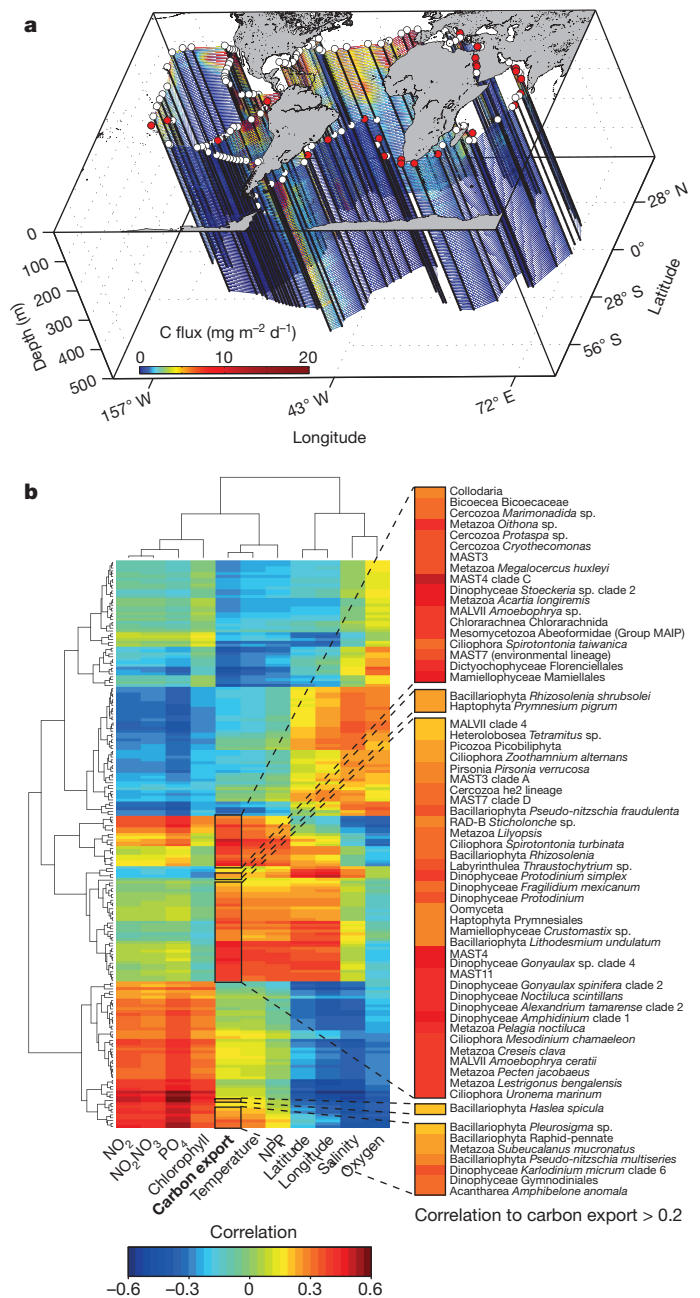 a
0
100
200
300
400
500
Depth (m)
C flux (mg m⁻² d⁻¹)
0
10
20
157° W
43° W
72° E
Longitude
28° N
0°
28° S
56° S
Latitude
b
Collodaria
Bicoecea Bicoecaceae
Cercozoa Marimonadida sp.
Metazoa Oithona sp.
Cercozoa Protaspa sp.
Cercozoa Cryothecomonas
MAST3
Metazoa Megalocercus huxleyi
MAST4 clade C
Dinophyceae Stoeckeria sp. clade 2
Metazoa Acartia longiremis
MALVII Amoebophrya sp.
Chlorarachnea Chlorarachnida
Mesomycetozoa Abeoformidae (Group MAIP)
Ciliophora Spirotontonia taiwanica
MAST7 (environmental lineage)
Dictyochophyceae Florenciellales
Mamiellophyceae Mamiellales
Bacillariophyta Rhizosolenia shrubsolei
Haptophyta Prymnesium pigrum
MALVII clade 4
Heterolobosea Tetramitus sp.
Picozoa Picobiliphyta
Ciliophora Zoothamnium alternans
Pirsonia Pirsonia verrucosa
MAST3 clade A
Cercozoa he2 lineage
MAST7 clade D
Bacillariophyta Pseudo-nitzschia fraudulenta
RAD-B Sticholonche sp.
Metazoa Lilyopsis
Ciliophora Spirotontonia turbinata
Bacillariophyta Rhizosolenia
Labyrinthulea Thraustochytrium sp.
Dinophyceae Protodinium simplex
Dinophyceae Fragilidium mexicanum
Dinophyceae Protodinium
Oomyceta
Haptophyta Prymnesiales
Mamiellophyceae Crustomastix sp.
Bacillariophyta Lithodesmium undulatum
MAST4
Dinophyceae Gonyaulax sp. clade 4
MAST11
Dinophyceae Gonyaulax spinifera clade 2
Dinophyceae Noctiluca scintillans
Dinophyceae Alexandrium tamarense clade 2
Dinophyceae Amphidinium clade 1
Metazoa Pelagia noctiluca
Ciliophora Mesodinium chamaeleon
Metazoa Creseis clava
MALVII Amoebophrya ceratii
Metazoa Pecten jacobaeus
Metazoa Lestrigonus bengalensis
Ciliophora Uronema marinum
Bacillariophyta Haslea spicula
Bacillariophyta Pleurosigma sp.
Bacillariophyta Raphid-pennate
Metazoa Subeucalanus mucronatus
Bacillariophyta Pseudo-nitzschia multiseries
Dinophyceae Karlodinium micrum clade 6
Dinophyceae Gymnodiniales
Acantharea Amphibelone anomala
Correlation to carbon export > 0.2
NO₂
NO₂NO₃
PO₄
Chlorophyll
Carbon export
Temperature
NPP
Latitude
Longitude
Salinity
Oxygen
Correlation
−0.6
−0.3
0
0.3
0.6